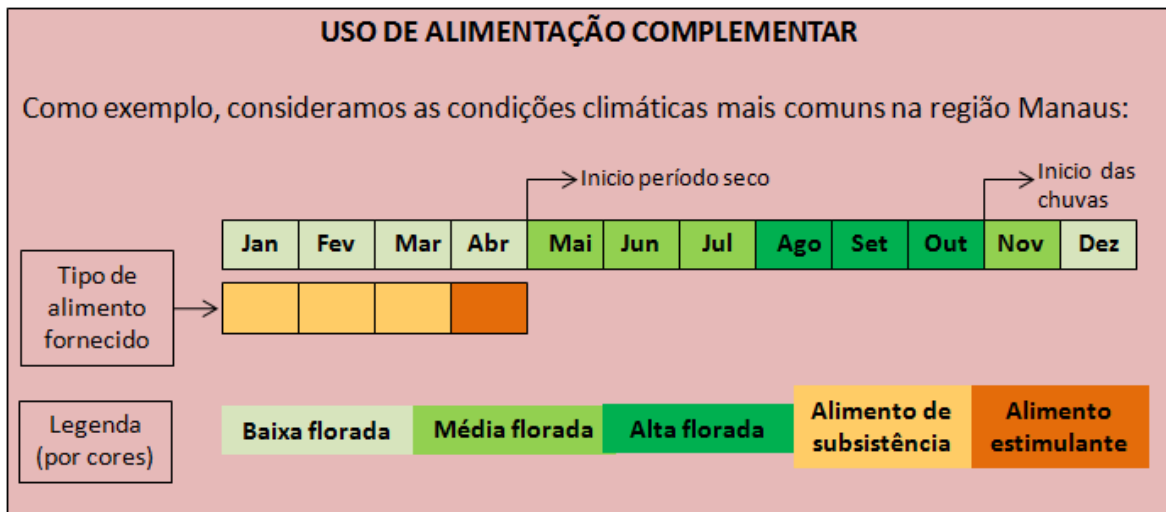 USO DE ALIMENTAÇÃO COMPLEMENTAR
Como exemplo, consideramos as condições climáticas mais comuns na região Manaus:
Inicio período seco
Inicio das
chuvas
Jan Fev Mar Abr Mai Jun Jul Ago Set Out Nov Dez
Tipo de
alimento
fornecido
Legenda
(por cores)
Baixa florada
Média florada
Alta florada
Alimento de
subsistência
Alimento
estimulante